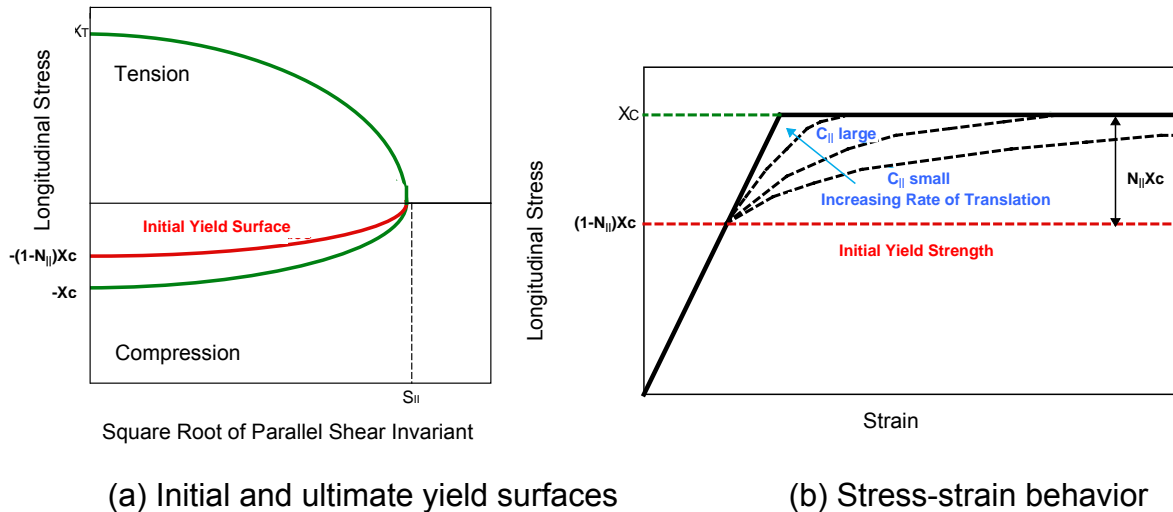 XT
Longitudinal Stress
Tension
Initial Yield Surface
-(1-N||)Xc
-Xc
Compression
S||
Square Root of Parallel Shear Invariant
(a) Initial and ultimate yield surfaces
Longitudinal Stress
XC
C|| large
C|| small
Increasing Rate of Translation
N||Xc
(1-N||)Xc
Initial Yield Strength
Strain
(b) Stress-strain behavior